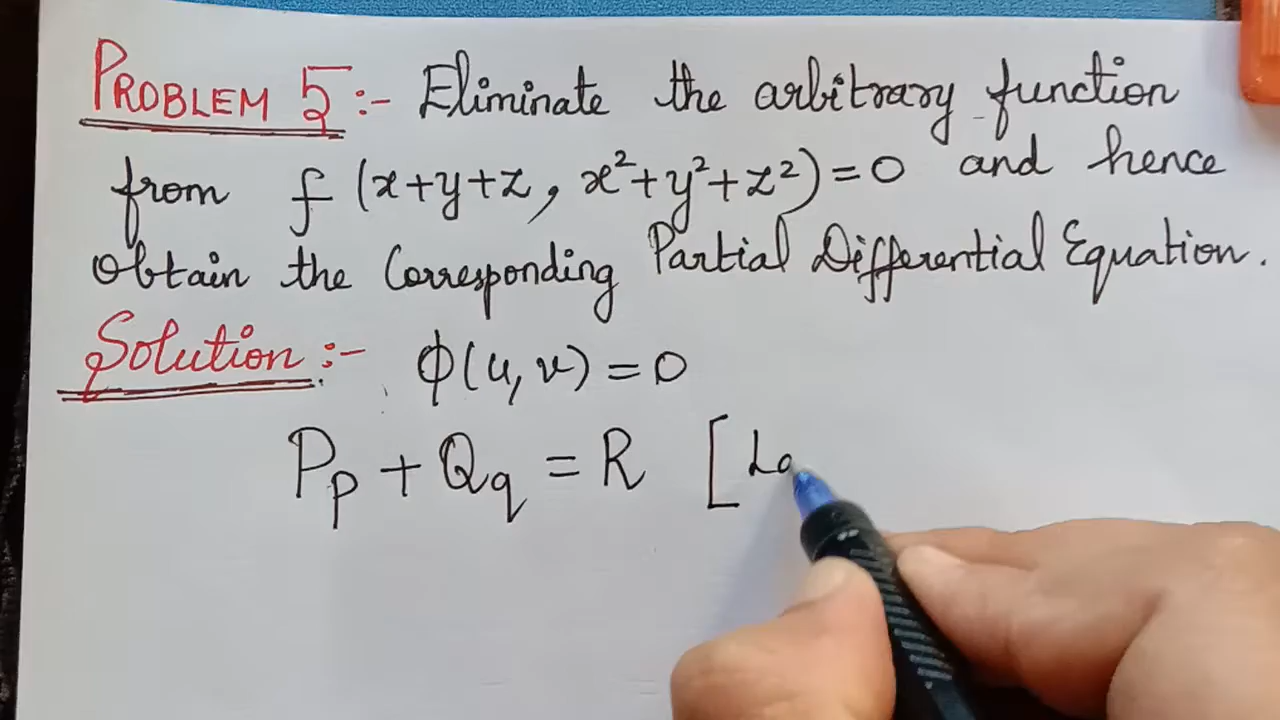 PROBLEM 5:- Eliminate the arbitrary function
from f (x+y+z, x²+y²+z²)=0 and hence
Obtain the Corresponding Partial Differential Equation.
Solution:- φ(u,v)=0
Pp + Qq = R [La